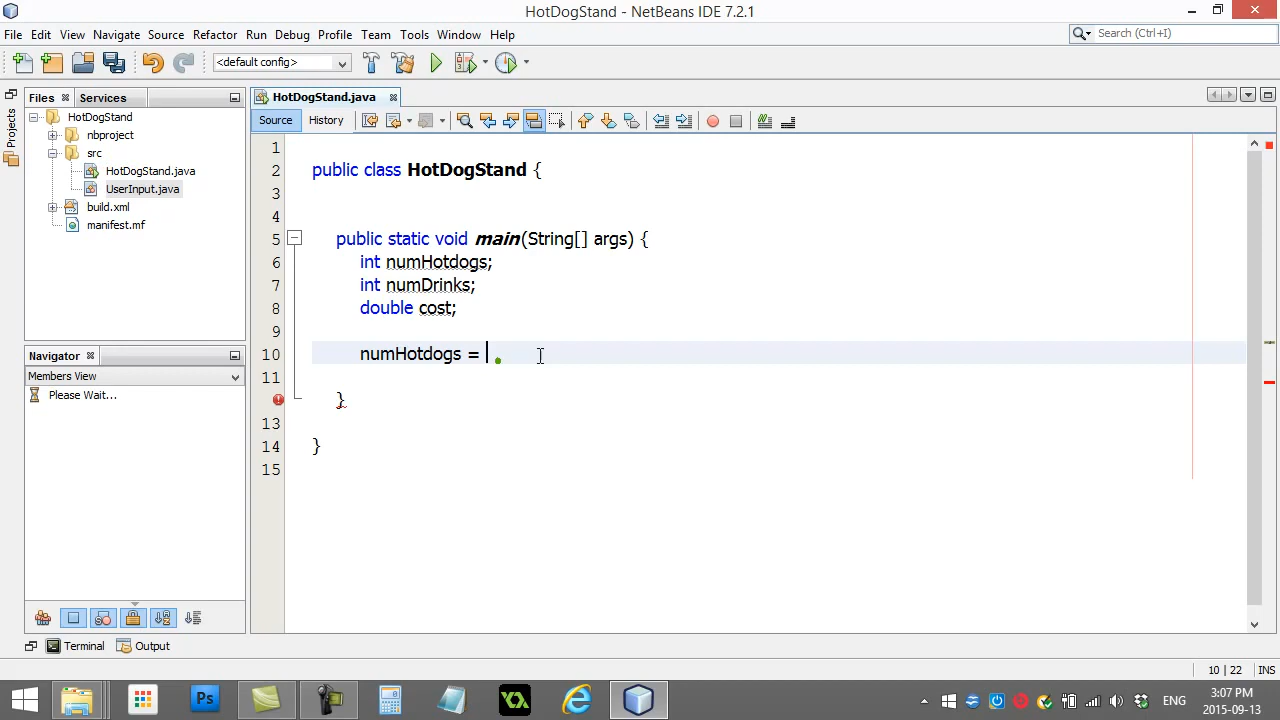 HotDogStand - NetBeans IDE 7.2.1
File Edit View Navigate Source Refactor Run Debug Profile Team Tools Window Help
Search (Ctrl+I)
<default config>
Projects
Files Services
HotDogStand
nbproject
src
HotDogStand.java
UserInput.java
build.xml
manifest.mf
Navigator
Members View
Please Wait...
HotDogStand.java
Source History
1
2 public class HotDogStand {
3
4
5 public static void main(String[] args) {
6 int numHotdogs;
7 int numDrinks;
8 double cost;
9
10 numHotdogs =
11
}
13
14 }
15
Terminal Output
10 | 22 INS
Ps
ENG
3:07 PM
2015-09-13